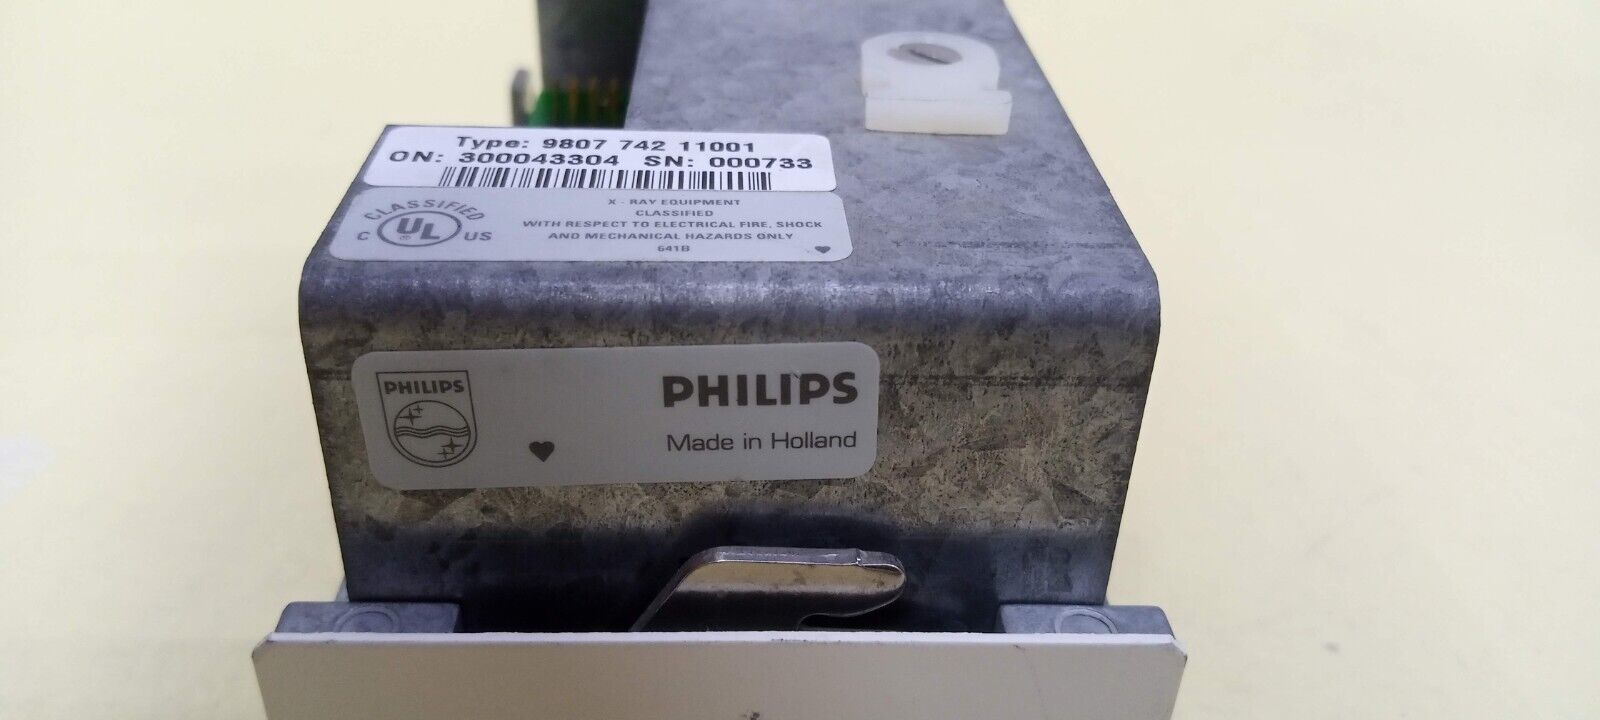 Type: 9807 742 11001
ON: 300043304 SN: 000733
CLASSIFIED
C UL ® US
X - RAY EQUIPMENT
CLASSIFIED
WITH RESPECT TO ELECTRICAL FIRE, SHOCK
AND MECHANICAL HAZARDS ONLY
641B
PHILIPS
PHILIPS
Made in Holland